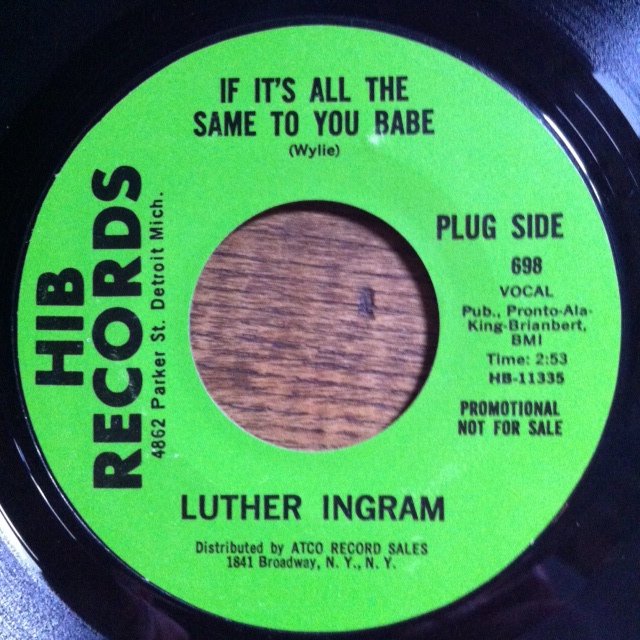 IF IT'S ALL THE
SAME TO YOU BABE
(Wylie)
HIB
RECORDS
4862 Parker St. Detroit Mich.
PLUG SIDE
698
VOCAL
Pub., Pronto-Ala-
King-Brianbert,
BMI
Time: 2:53
HB-11335
PROMOTIONAL
NOT FOR SALE
LUTHER INGRAM
Distributed by ATCO RECORD SALES
1841 Broadway, N. Y., N. Y.